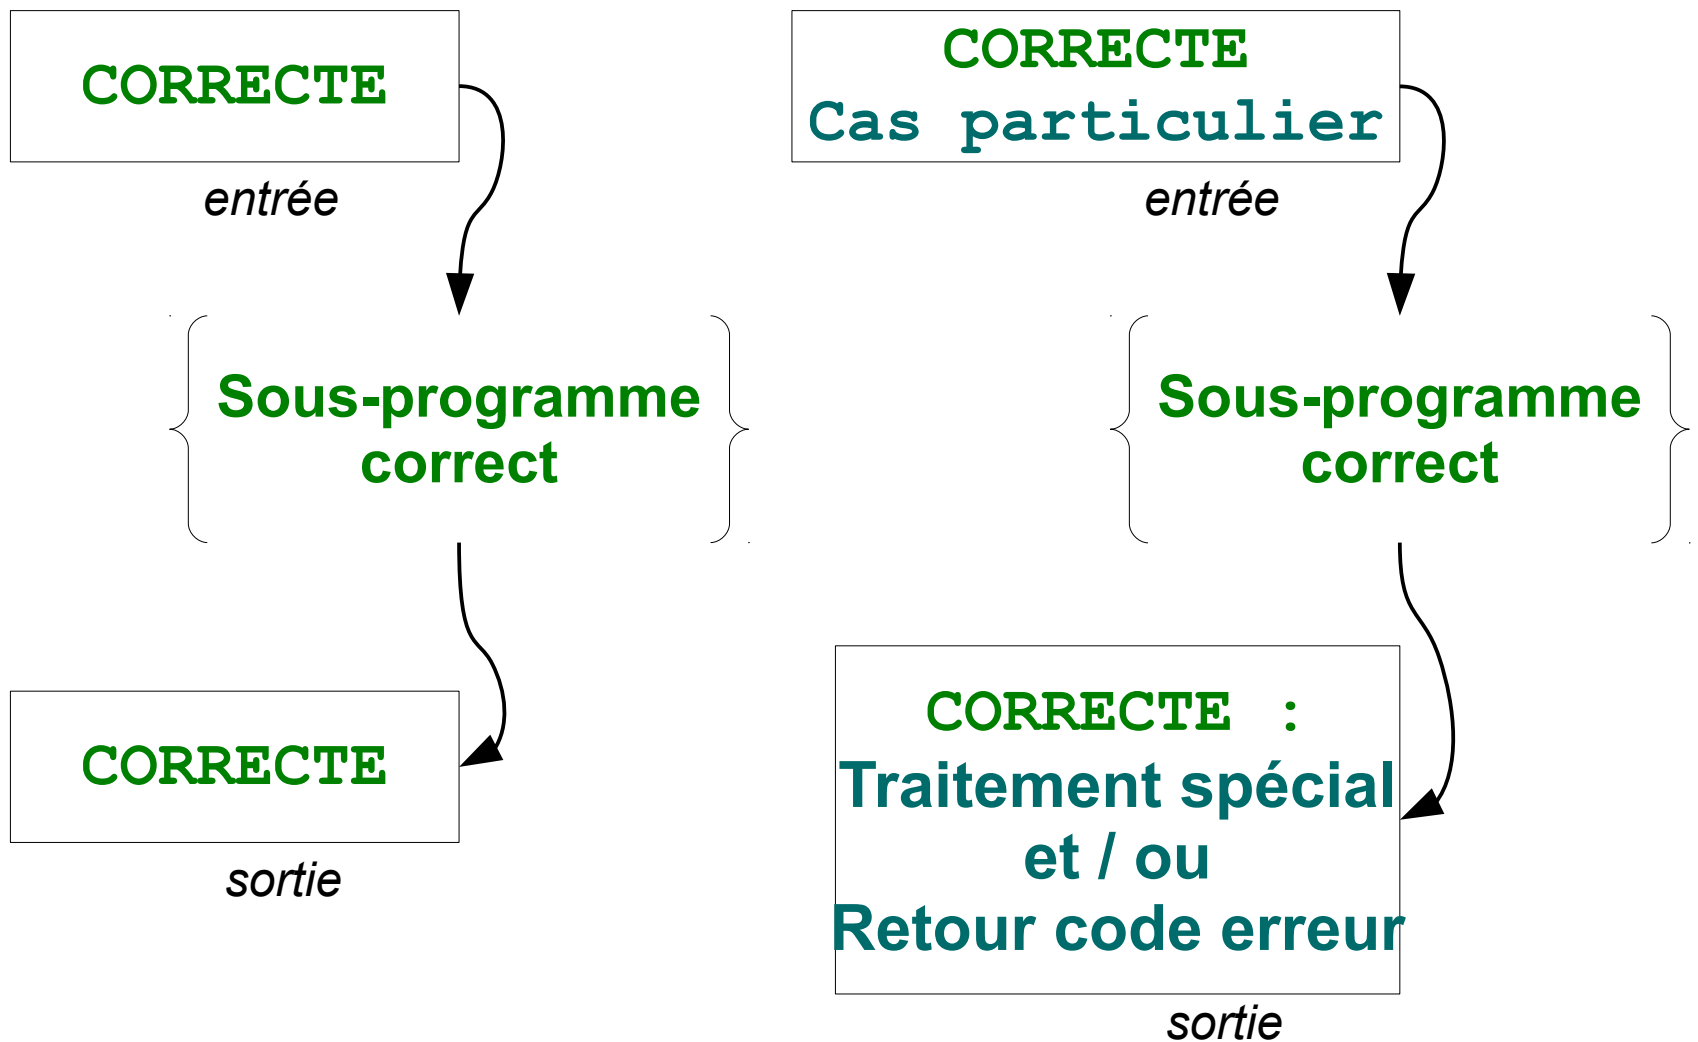 CORRECTE
entrée
Sous-programme
correct
CORRECTE
sortie
CORRECTE
Cas particulier
entrée
Sous-programme
correct
CORRECTE :
Traitement spécial
et / ou
Retour code erreur
sortie